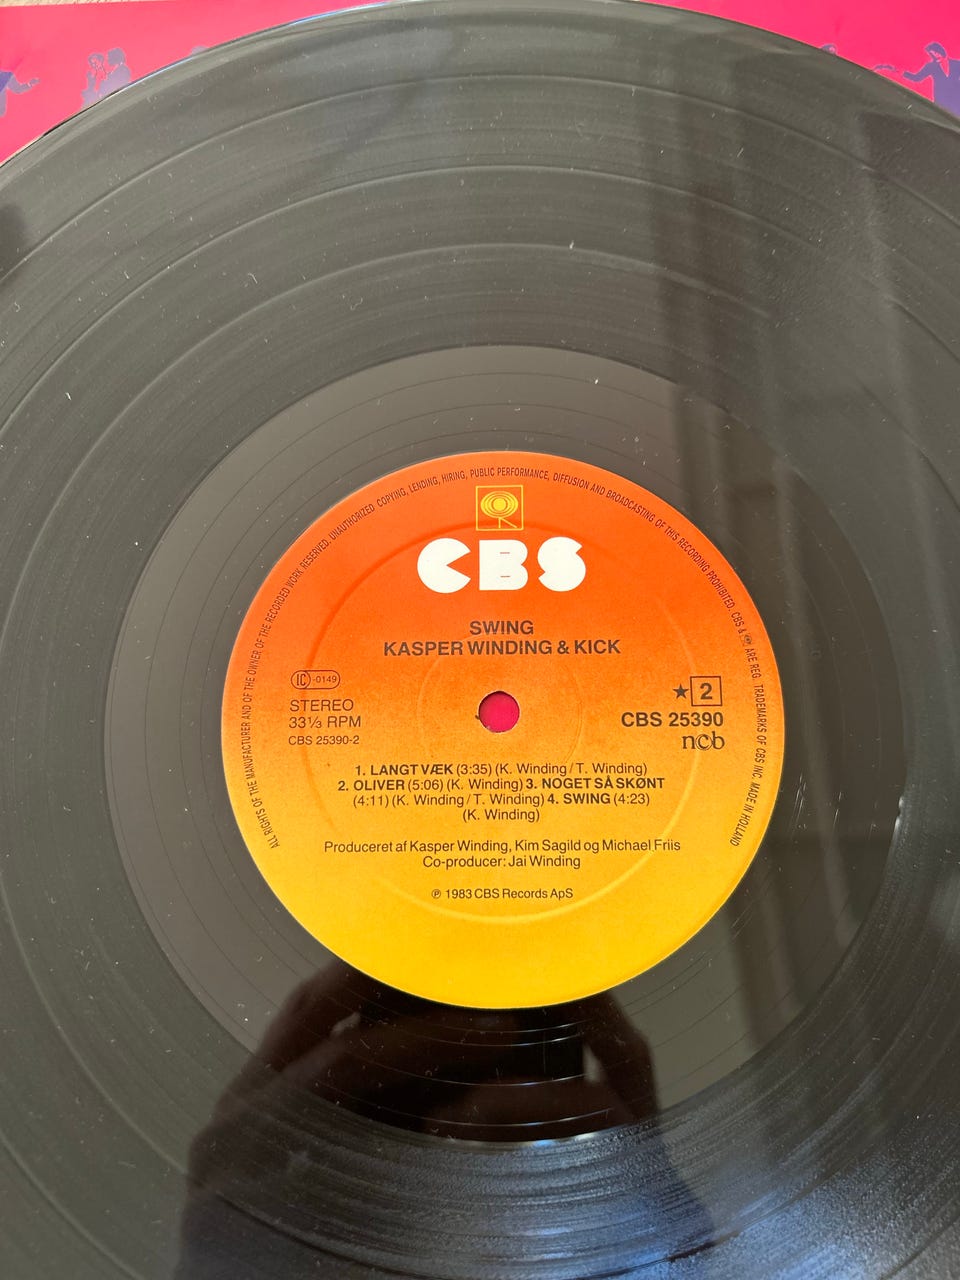 ALL RIGHTS OF THE MANUFACTURER AND OF THE OWNER OF THE RECORDED WORK RESERVED. UNAUTHORIZED COPYING, LENDING, HIRING, PUBLIC PERFORMANCE, DIFFUSION AND BROADCASTING OF THIS RECORDING PROHIBITED. CBS & ARE REG. TRADEMARKS OF CBS INC. MADE IN HOLLAND
CBS
SWING
KASPER WINDING & KICK
IC -0149
STEREO
33⅓ RPM
CBS 25390-2
★ 2
CBS 25390
ncb
1. LANGT VÆK (3:35) (K. Winding / T. Winding)
2. OLIVER (5:06) (K. Winding) 3. NOGET SÅ SKØNT
(4:11) (K. Winding / T. Winding) 4. SWING (4:23)
(K. Winding)
Produceret af Kasper Winding, Kim Sagild og Michael Friis
Co-producer: Jai Winding
℗ 1983 CBS Records ApS